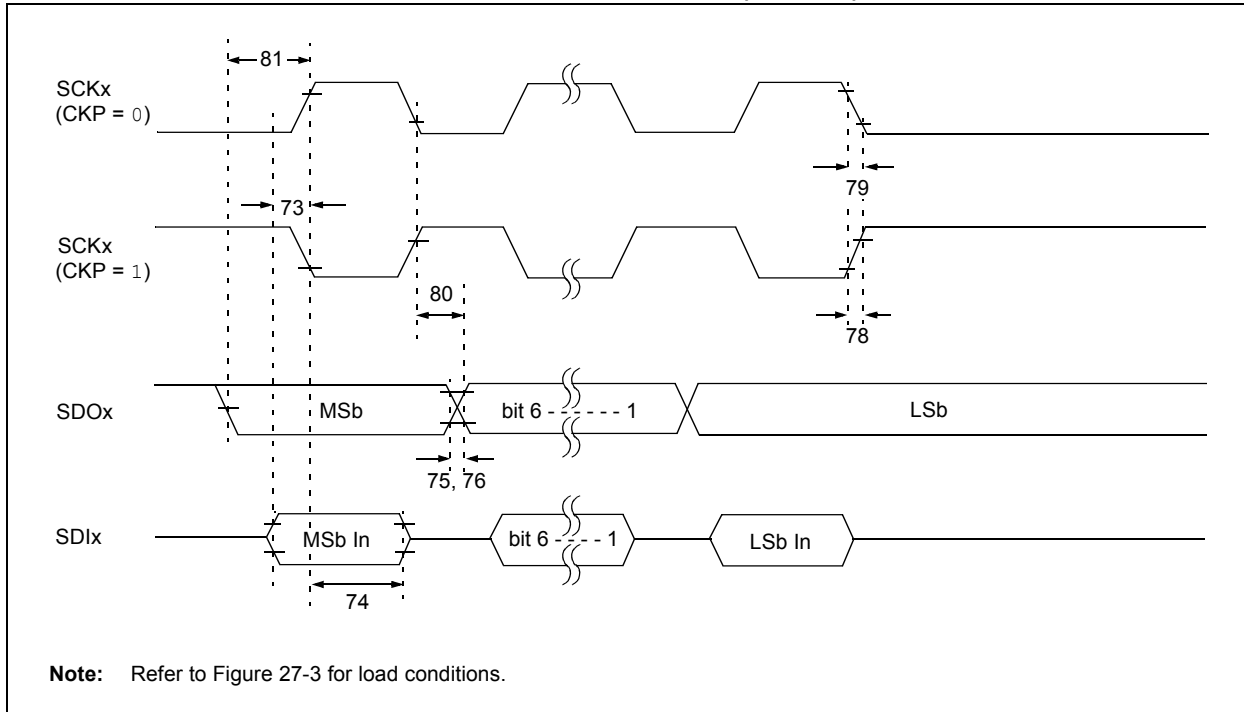 81
SCKx
(CKP = 0)
79
73
SCKx
(CKP = 1)
80
78
SDOx
MSb
bit 6 - - - - - - 1
LSb
75, 76
SDIx
MSb In
bit 6 - - - - 1
LSb In
74
Note: Refer to Figure 27-3 for load conditions.